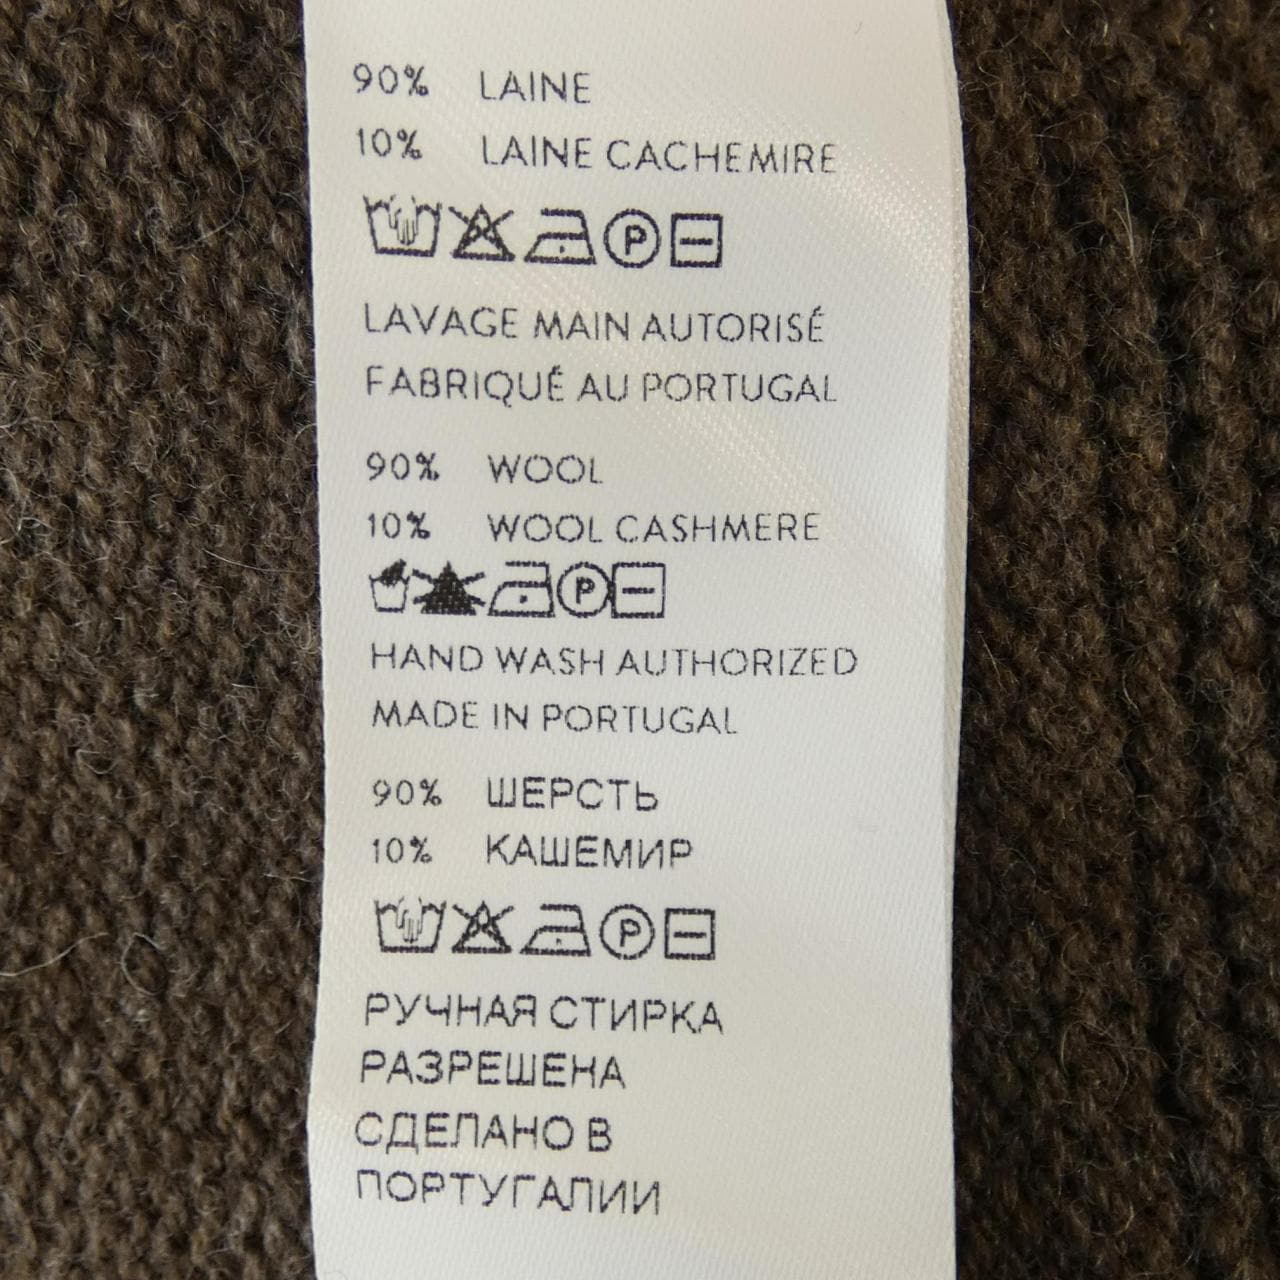 90% LAINE
10% LAINE CACHEMIRE
P
LAVAGE MAIN AUTORISÉ
FABRIQUÉ AU PORTUGAL
90% WOOL
10% WOOL CASHMERE
P
HAND WASH AUTHORIZED
MADE IN PORTUGAL
90% ШЕРСТЬ
10% КАШЕМИР
P
РУЧНАЯ СТИРКА
РАЗРЕШЕНА
СДЕЛАНО В
ПОРТУГАЛИИ